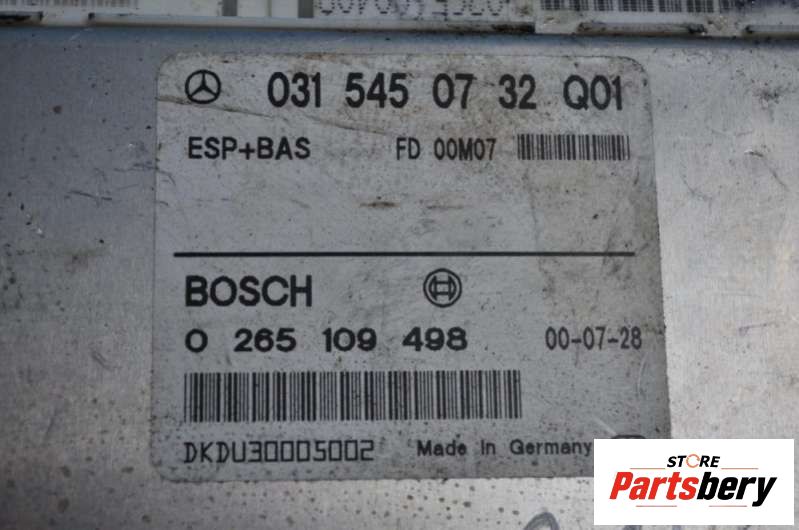 031 545 07 32 Q01
ESP+BAS FD 00M07
BOSCH
0 265 109 498 00-07-28
DKDU30005002 Made in Germany
STORE
Partsbery